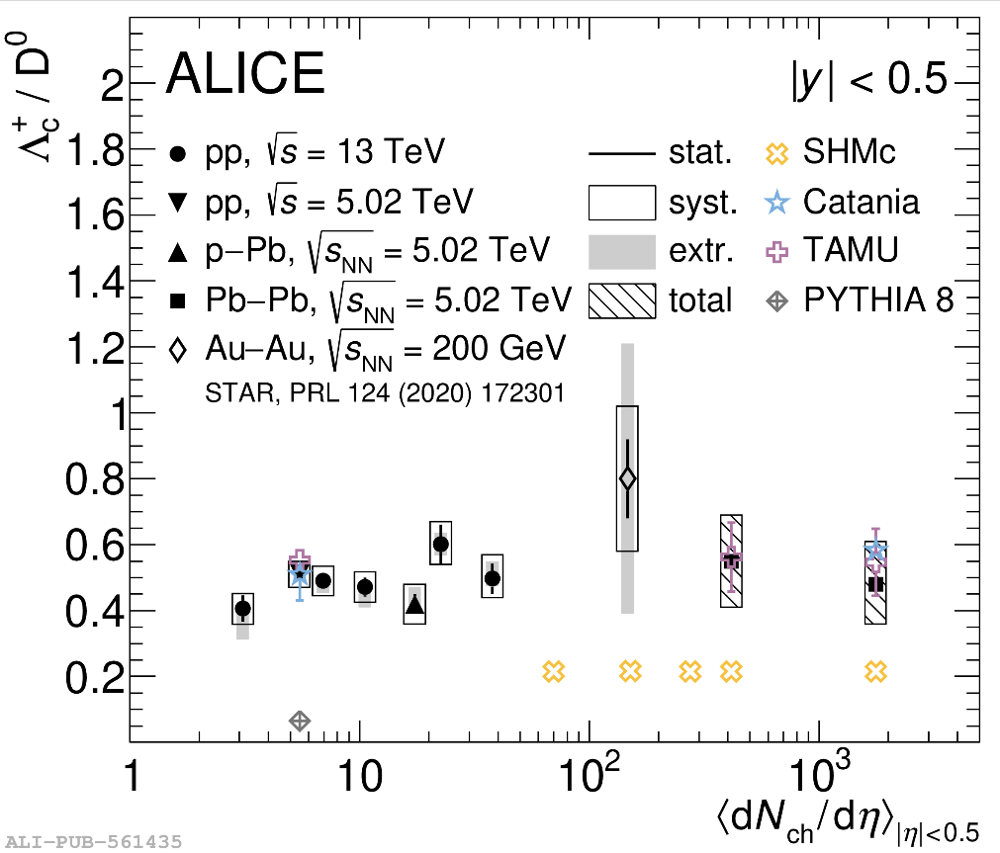 Λc+ / D0
ALICE
|y| < 0.5
pp, √s = 13 TeV
pp, √s = 5.02 TeV
p−Pb, √sNN = 5.02 TeV
Pb−Pb, √sNN = 5.02 TeV
Au−Au, √sNN = 200 GeV
STAR, PRL 124 (2020) 172301
stat.
syst.
extr.
total
SHMc
Catania
TAMU
PYTHIA 8
2
1.8
1.6
1.4
1.2
1
0.8
0.6
0.4
0.2
1 10 10² 10³
⟨dNch/dη⟩|η|<0.5
ALI-PUB-561435